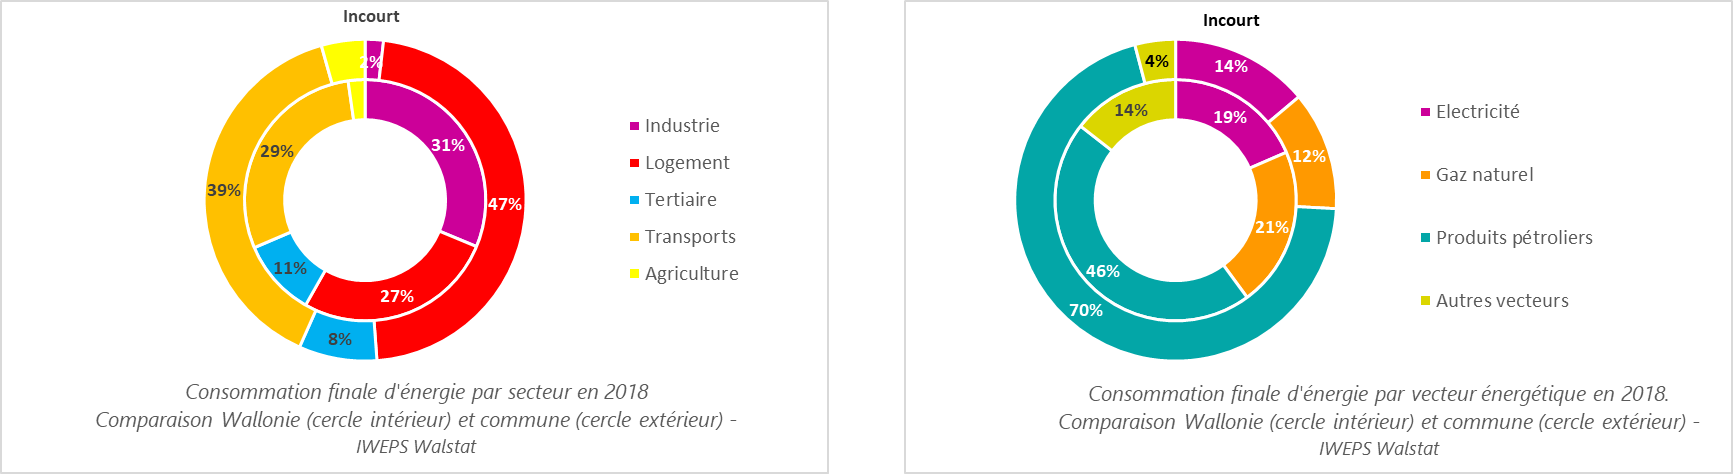 Incourt
2%
31%
29%
39%
47%
11%
27%
8%
Industrie
Logement
Tertiaire
Transports
Agriculture
Consommation finale d'énergie par secteur en 2018
Comparaison Wallonie (cercle intérieur) et commune (cercle extérieur) -
IWEPS Walstat
Incourt
4%
14%
14%
19%
12%
21%
46%
70%
Electricité
Gaz naturel
Produits pétroliers
Autres vecteurs
Consommation finale d'énergie par vecteur énergétique en 2018.
Comparaison Wallonie (cercle intérieur) et commune (cercle extérieur) -
IWEPS Walstat